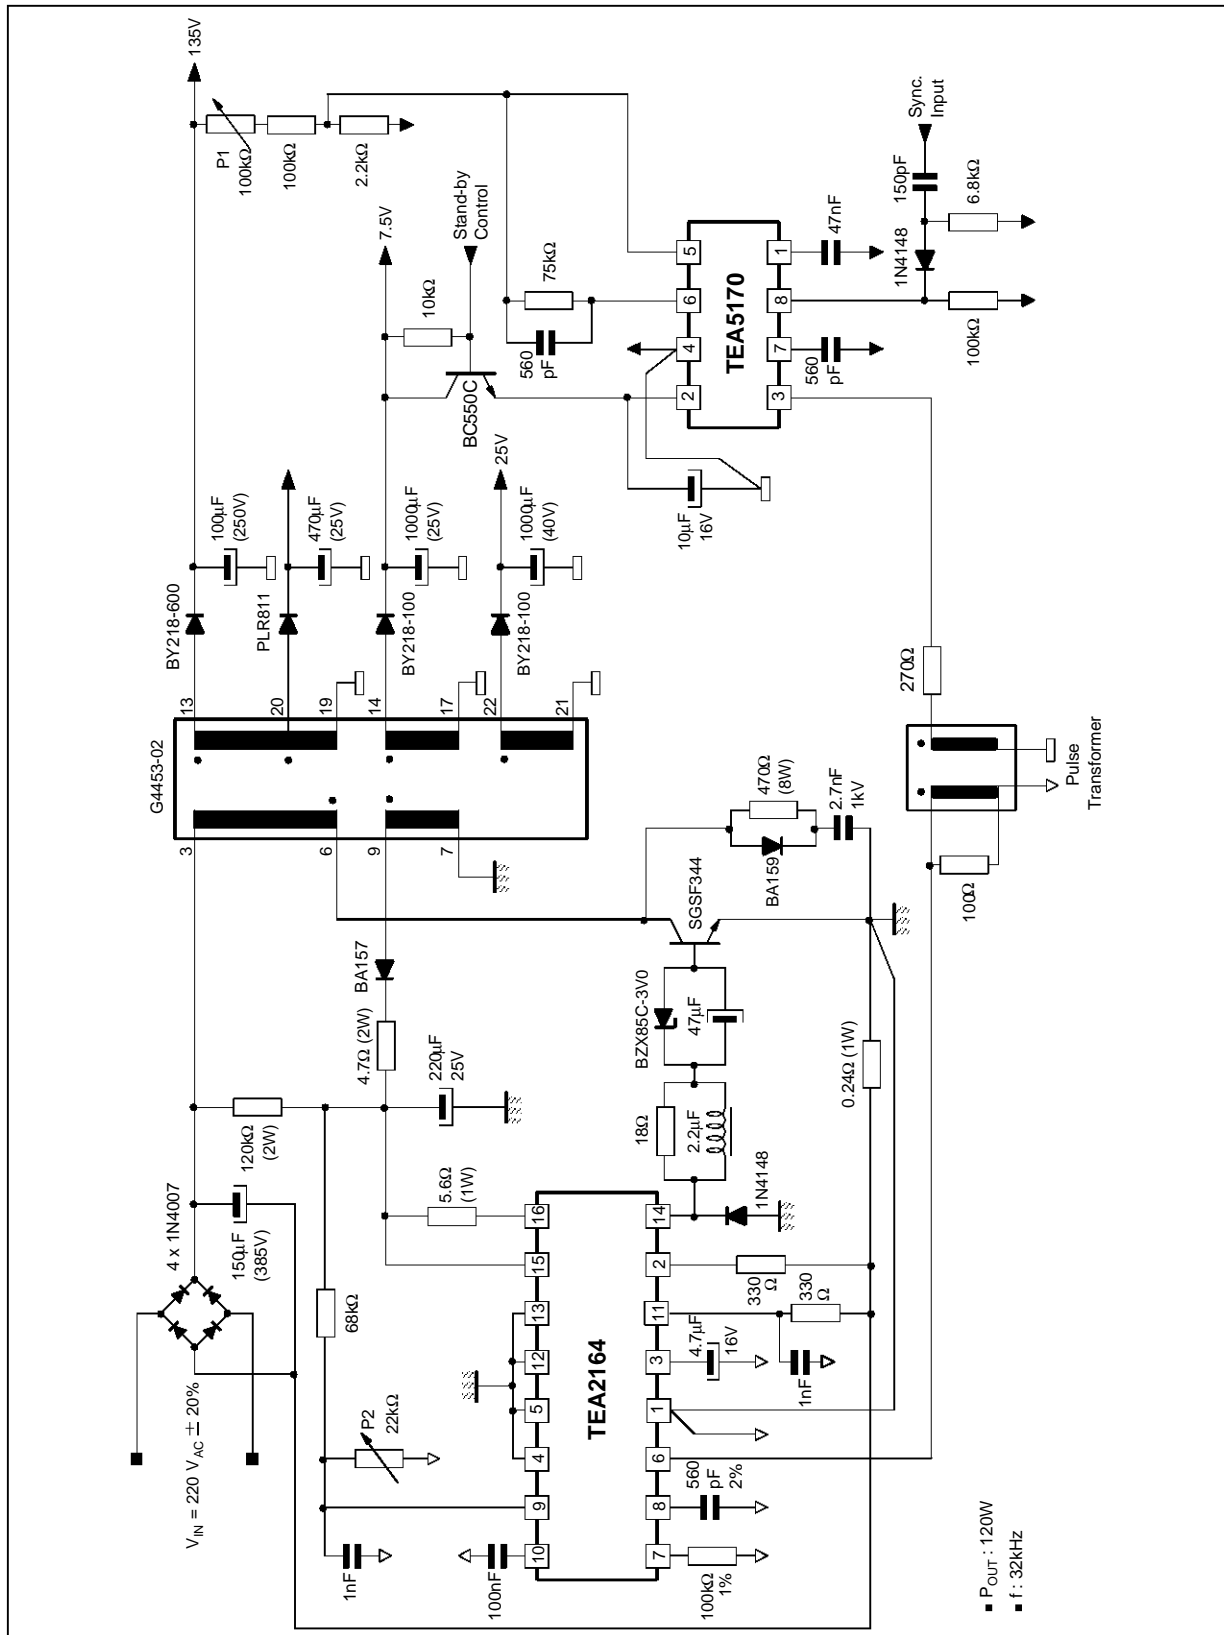 V_IN = 220 V_AC ± 20%
4 x 1N4007
150µF
(385V)
120kΩ
(2W)
68kΩ
P2
22kΩ
1nF
100nF
220µF
25V
4.7Ω (2W)
BA157
5.6Ω
(1W)
G4453-02
3
6
9
7
13
20
19
14
17
22
21
BY218-600
PLR811
BY218-100
BY218-100
100µF
(250V)
470µF
(25V)
1000µF
(25V)
1000µF
(40V)
135V
7.5V
25V
P1
100kΩ
100kΩ
2.2kΩ
Stand-by
Control
10kΩ
BC550C
75kΩ
560
pF
10µF
16V
TEA5170
2
4
6
5
3
7
8
1
560
pF
47nF
1N4148
150pF
Sync.
Input
6.8kΩ
100kΩ
270Ω
Pulse
Transformer
100Ω
TEA2164
10
9
4
5
12
13
15
16
7
8
6
1
3
11
2
14
100kΩ
1%
560
pF
2%
4.7µF
16V
1nF
330
Ω
330
Ω
1N4148
18Ω
2.2µF
BZX85C-3V0
47µF
SGSF344
BA159
470Ω
(8W)
2.7nF
1kV
0.24Ω (1W)
■ P_OUT : 120W
■ f : 32kHz